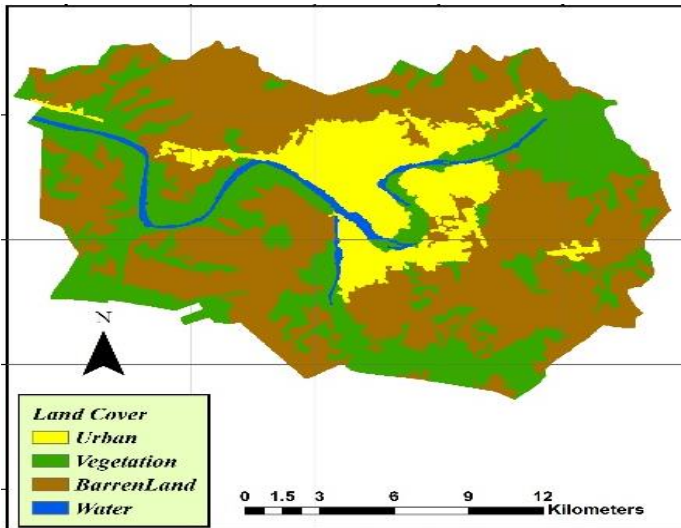 N
Land Cover
Urban
Vegetation
BarrenLand
Water
0 1.5 3 6 9 12
Kilometers